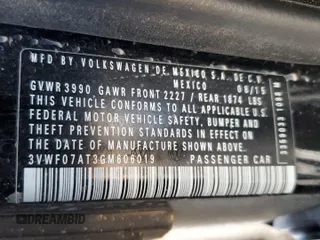 MFD BY VOLKSWAGEN DE MEXICO S.A. DE C.V.
MEXICO 08/15
GVWR 3990 GAWR FRONT 2227 / REAR 1874 LBS
THIS VEHICLE CONFORMS TO ALL APPLICABLE U.S.
FEDERAL MOTOR VEHICLE SAFETY, BUMPER AND
THEFT PREVENTION STANDARDS IN EFFECT ON THE
DATE OF MANUFACTURE SHOWN ABOVE.
3VWF07AT3GM606019 PASSENGER CAR
DREAMBID